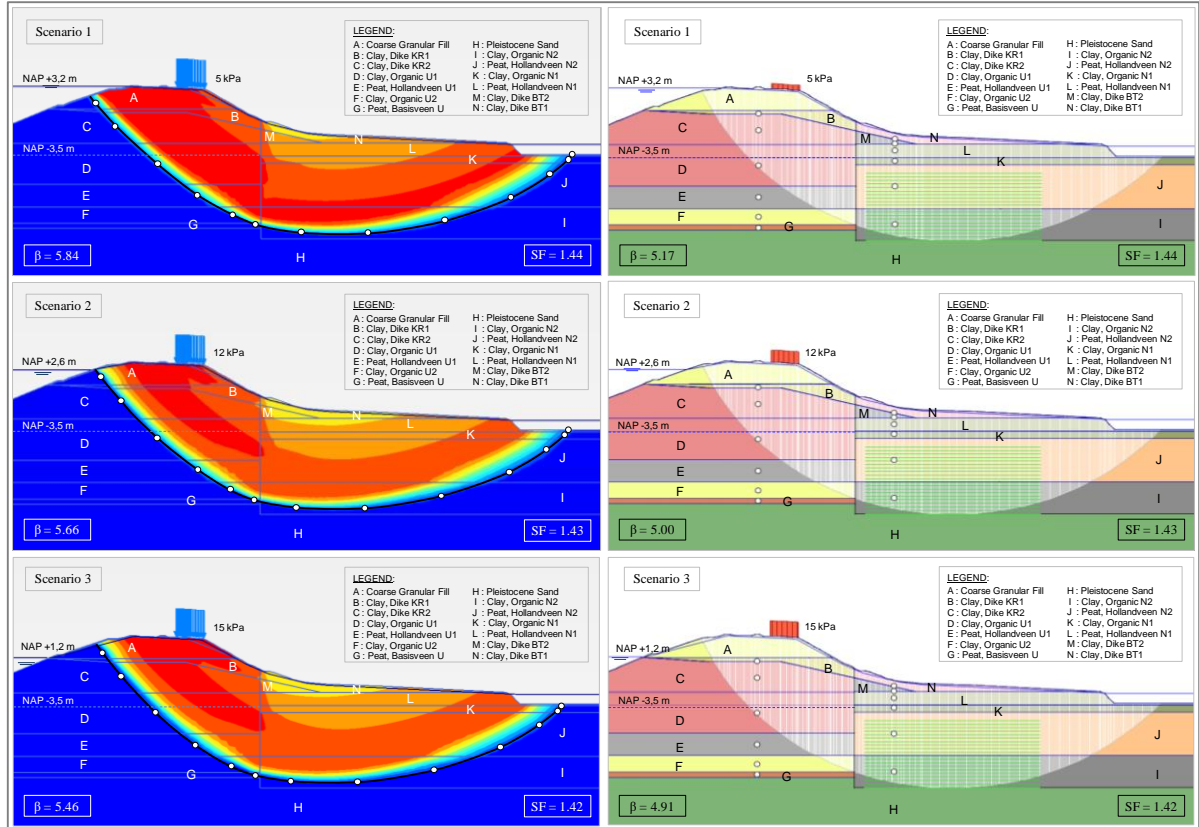 Scenario 1
LEGEND:
A : Coarse Granular Fill H : Pleistocene Sand
B : Clay, Dike KR1 I : Clay, Organic N2
C : Clay, Dike KR2 J : Peat, Hollandveen N2
D : Clay, Organic U1 K : Clay, Organic N1
E : Peat, Hollandveen U1 L : Peat, Hollandveen N1
F : Clay, Organic U2 M : Clay, Dike BT2
G : Peat, Basisveen U N : Clay, Dike BT1
NAP +3,2 m
5 kPa
A
B
C
M
N
L
NAP -3,5 m
K
D
J
E
F
G
I
β = 5.84
H
SF = 1.44
Scenario 1
LEGEND:
A : Coarse Granular Fill H : Pleistocene Sand
B : Clay, Dike KR1 I : Clay, Organic N2
C : Clay, Dike KR2 J : Peat, Hollandveen N2
D : Clay, Organic U1 K : Clay, Organic N1
E : Peat, Hollandveen U1 L : Peat, Hollandveen N1
F : Clay, Organic U2 M : Clay, Dike BT2
G : Peat, Basisveen U N : Clay, Dike BT1
NAP +3,2 m
5 kPa
A
B
C
M
N
L
NAP -3,5 m
K
D
J
E
F
G
I
β = 5.17
H
SF = 1.44
Scenario 2
LEGEND:
A : Coarse Granular Fill H : Pleistocene Sand
B : Clay, Dike KR1 I : Clay, Organic N2
C : Clay, Dike KR2 J : Peat, Hollandveen N2
D : Clay, Organic U1 K : Clay, Organic N1
E : Peat, Hollandveen U1 L : Peat, Hollandveen N1
F : Clay, Organic U2 M : Clay, Dike BT2
G : Peat, Basisveen U N : Clay, Dike BT1
NAP +2,6 m
12 kPa
A
B
C
M
N
L
NAP -3,5 m
K
D
J
E
F
G
I
β = 5.66
H
SF = 1.43
Scenario 2
LEGEND:
A : Coarse Granular Fill H : Pleistocene Sand
B : Clay, Dike KR1 I : Clay, Organic N2
C : Clay, Dike KR2 J : Peat, Hollandveen N2
D : Clay, Organic U1 K : Clay, Organic N1
E : Peat, Hollandveen U1 L : Peat, Hollandveen N1
F : Clay, Organic U2 M : Clay, Dike BT2
G : Peat, Basisveen U N : Clay, Dike BT1
NAP +2,6 m
12 kPa
A
B
C
M
N
L
NAP -3,5 m
K
D
J
E
F
G
I
β = 5.00
H
SF = 1.43
Scenario 3
LEGEND:
A : Coarse Granular Fill H : Pleistocene Sand
B : Clay, Dike KR1 I : Clay, Organic N2
C : Clay, Dike KR2 J : Peat, Hollandveen N2
D : Clay, Organic U1 K : Clay, Organic N1
E : Peat, Hollandveen U1 L : Peat, Hollandveen N1
F : Clay, Organic U2 M : Clay, Dike BT2
G : Peat, Basisveen U N : Clay, Dike BT1
15 kPa
NAP +1,2 m
A
B
C
M
N
L
NAP -3,5 m
K
D
J
E
F
G
I
β = 5.46
H
SF = 1.42
Scenario 3
LEGEND:
A : Coarse Granular Fill H : Pleistocene Sand
B : Clay, Dike KR1 I : Clay, Organic N2
C : Clay, Dike KR2 J : Peat, Hollandveen N2
D : Clay, Organic U1 K : Clay, Organic N1
E : Peat, Hollandveen U1 L : Peat, Hollandveen N1
F : Clay, Organic U2 M : Clay, Dike BT2
G : Peat, Basisveen U N : Clay, Dike BT1
15 kPa
NAP +1,2 m
A
B
C
M
N
L
NAP -3,5 m
K
D
J
E
F
G
I
β = 4.91
H
SF = 1.42